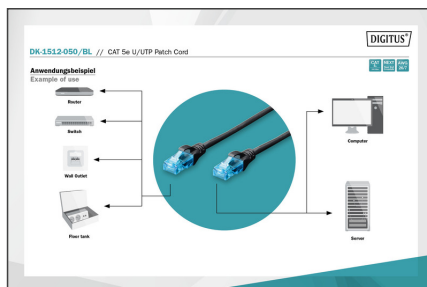 DIGITUS®
DK-1512-050/BL // CAT 5e U/UTP Patch Cord
Anwendungsbeispiel
Example of use
Router
Switch
Wall Outlet
Floor tank
Computer
Server